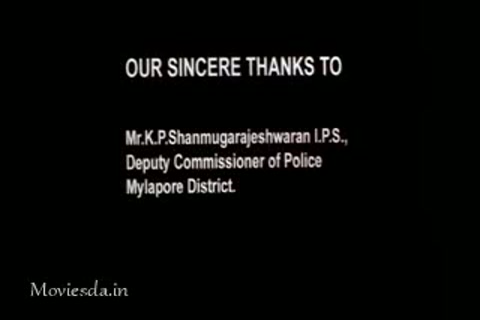 OUR SINCERE THANKS TO
Mr.K.P.Shanmugarajeshwaran I.P.S.,
Deputy Commissioner of Police
Mylapore District.
Moviesda.in